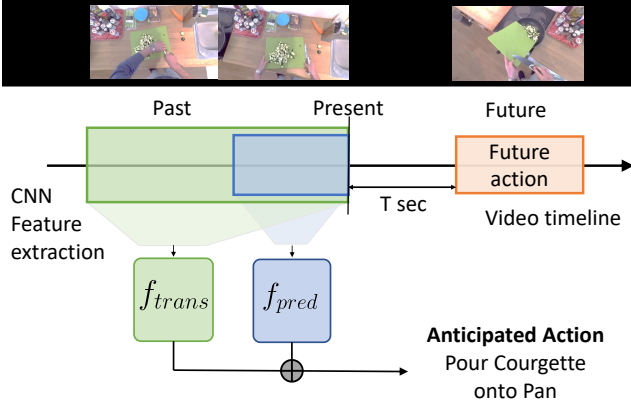 Past
Present
Future
Future
action
T sec
Video timeline
CNN
Feature
extraction
f_trans
f_pred
Anticipated Action
Pour Courgette
onto Pan